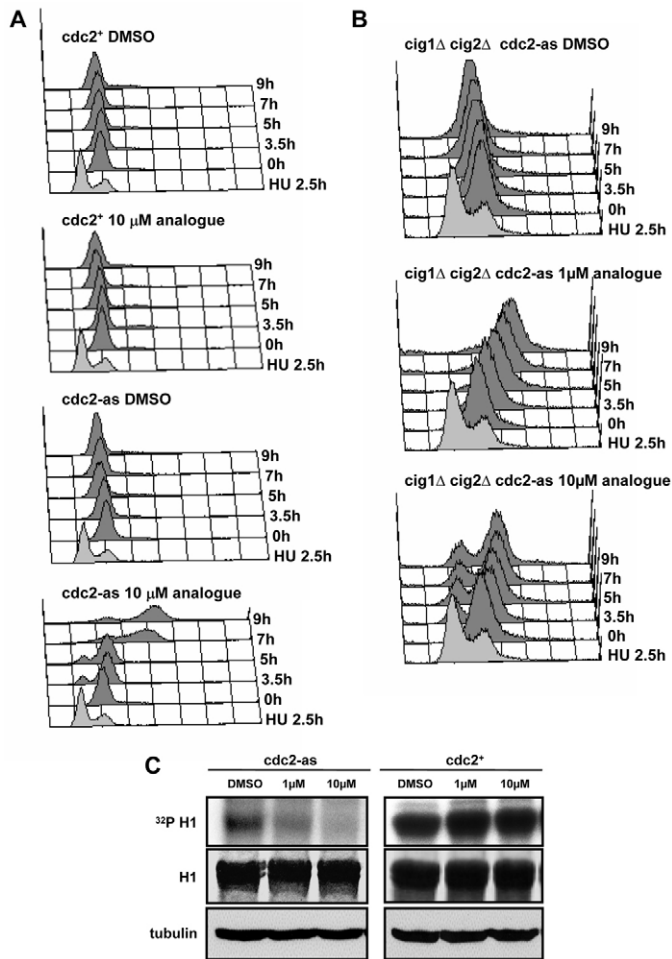 A
cdc2⁺ DMSO
9h
7h
5h
3.5h
0h
HU 2.5h
cdc2⁺ 10 µM analogue
9h
7h
5h
3.5h
0h
HU 2.5h
cdc2-as DMSO
9h
7h
5h
3.5h
0h
HU 2.5h
cdc2-as 10 µM analogue
9h
7h
5h
3.5h
0h
HU 2.5h
B
cig1Δ cig2Δ cdc2-as DMSO
9h
7h
5h
3.5h
0h
HU 2.5h
cig1Δ cig2Δ cdc2-as 1µM analogue
9h
7h
5h
3.5h
0h
HU 2.5h
cig1Δ cig2Δ cdc2-as 10µM analogue
9h
7h
5h
3.5h
0h
HU 2.5h
C
cdc2-as cdc2⁺
DMSO 1µM 10µM DMSO 1µM 10µM
³²P H1
H1
tubulin